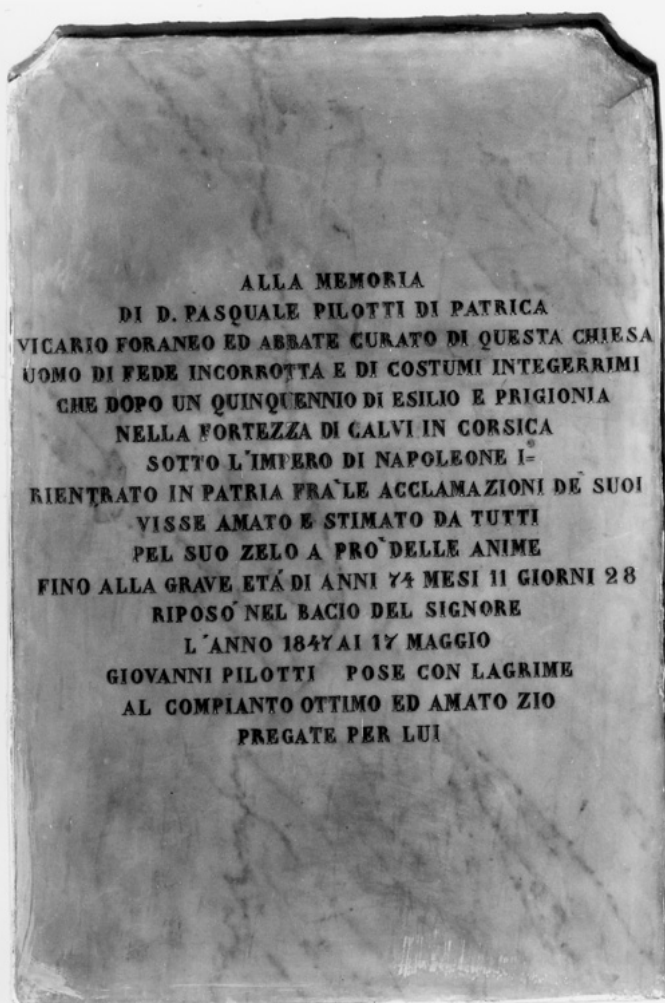 ALLA MEMORIA
DI D. PASQUALE PILOTTI DI PATRICA
VICARIO FORANEO ED ABBATE CURATO DI QUESTA CHIESA
UOMO DI FEDE INCORROTTA E DI COSTUMI INTEGERRIMI
CHE DOPO UN QUINQUENNIO DI ESILIO E PRIGIONIA
NELLA FORTEZZA DI CALVI IN CORSICA
SOTTO L'IMPERO DI NAPOLEONE I=
RIENTRATO IN PATRIA FRA'LE ACCLAMAZIONI DE' SUOI
VISSE AMATO E STIMATO DA TUTTI
PEL SUO ZELO A PRO' DELLE ANIME
FINO ALLA GRAVE ETÁ DI ANNI 74 MESI 11 GIORNI 28
RIPOSO' NEL BACIO DEL SIGNORE
L'ANNO 1847 AI 17 MAGGIO
GIOVANNI PILOTTI POSE CON LAGRIME
AL COMPIANTO OTTIMO ED AMATO ZIO
PREGATE PER LUI